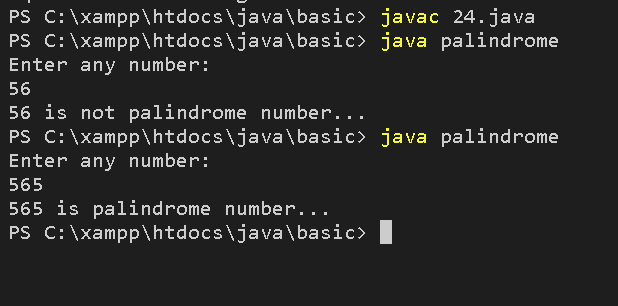 PS C:\xampp\htdocs\java\basic> javac 24.java
PS C:\xampp\htdocs\java\basic> java palindrome
Enter any number:
56
56 is not palindrome number...
PS C:\xampp\htdocs\java\basic> java palindrome
Enter any number:
565
565 is palindrome number...
PS C:\xampp\htdocs\java\basic>